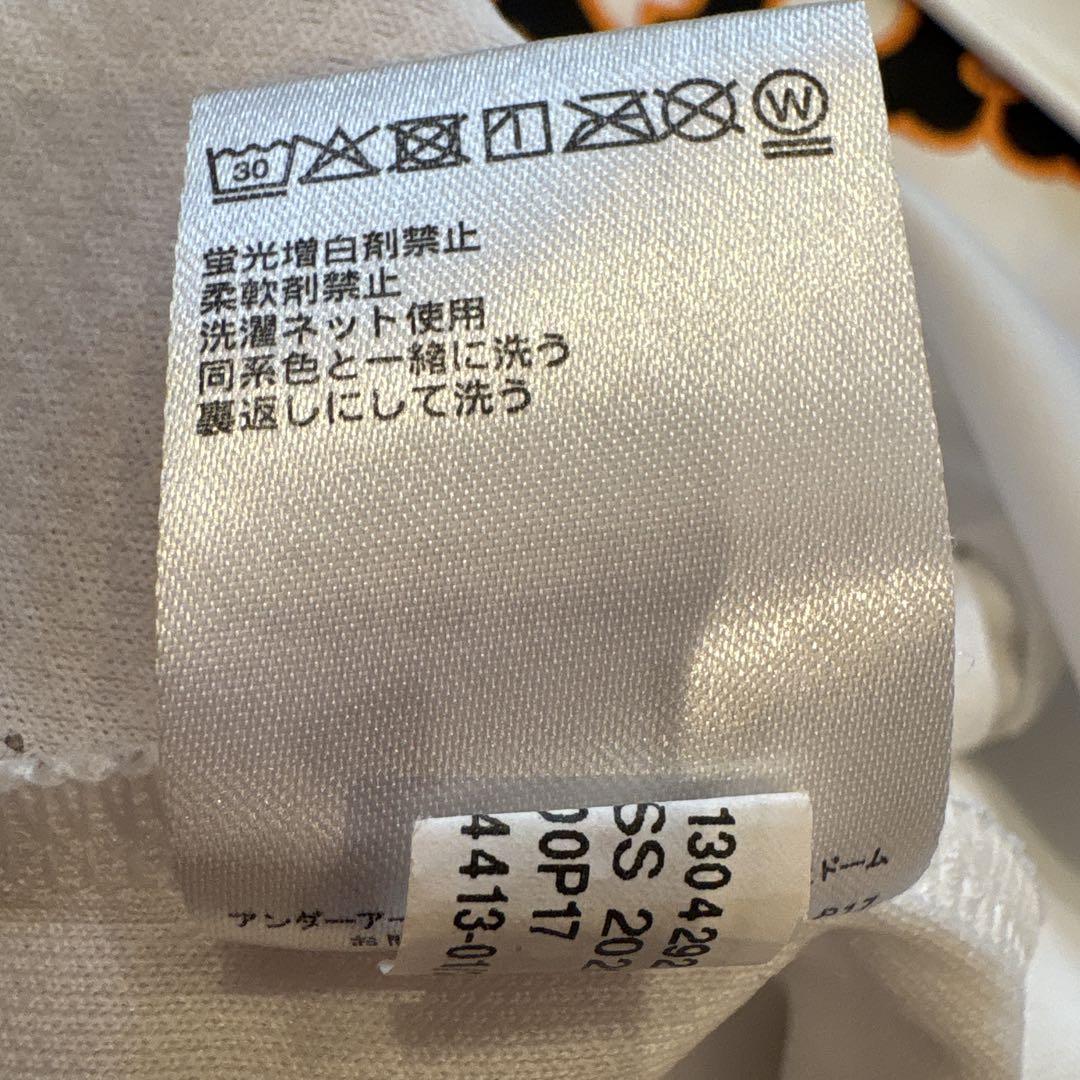 30
W
蛍光増白剤禁止
柔軟剤禁止
洗濯ネット使用
同系色と一緒に洗う
裏返しにして洗う
130429
SS 202
00P17
4413-01
アンダーアー